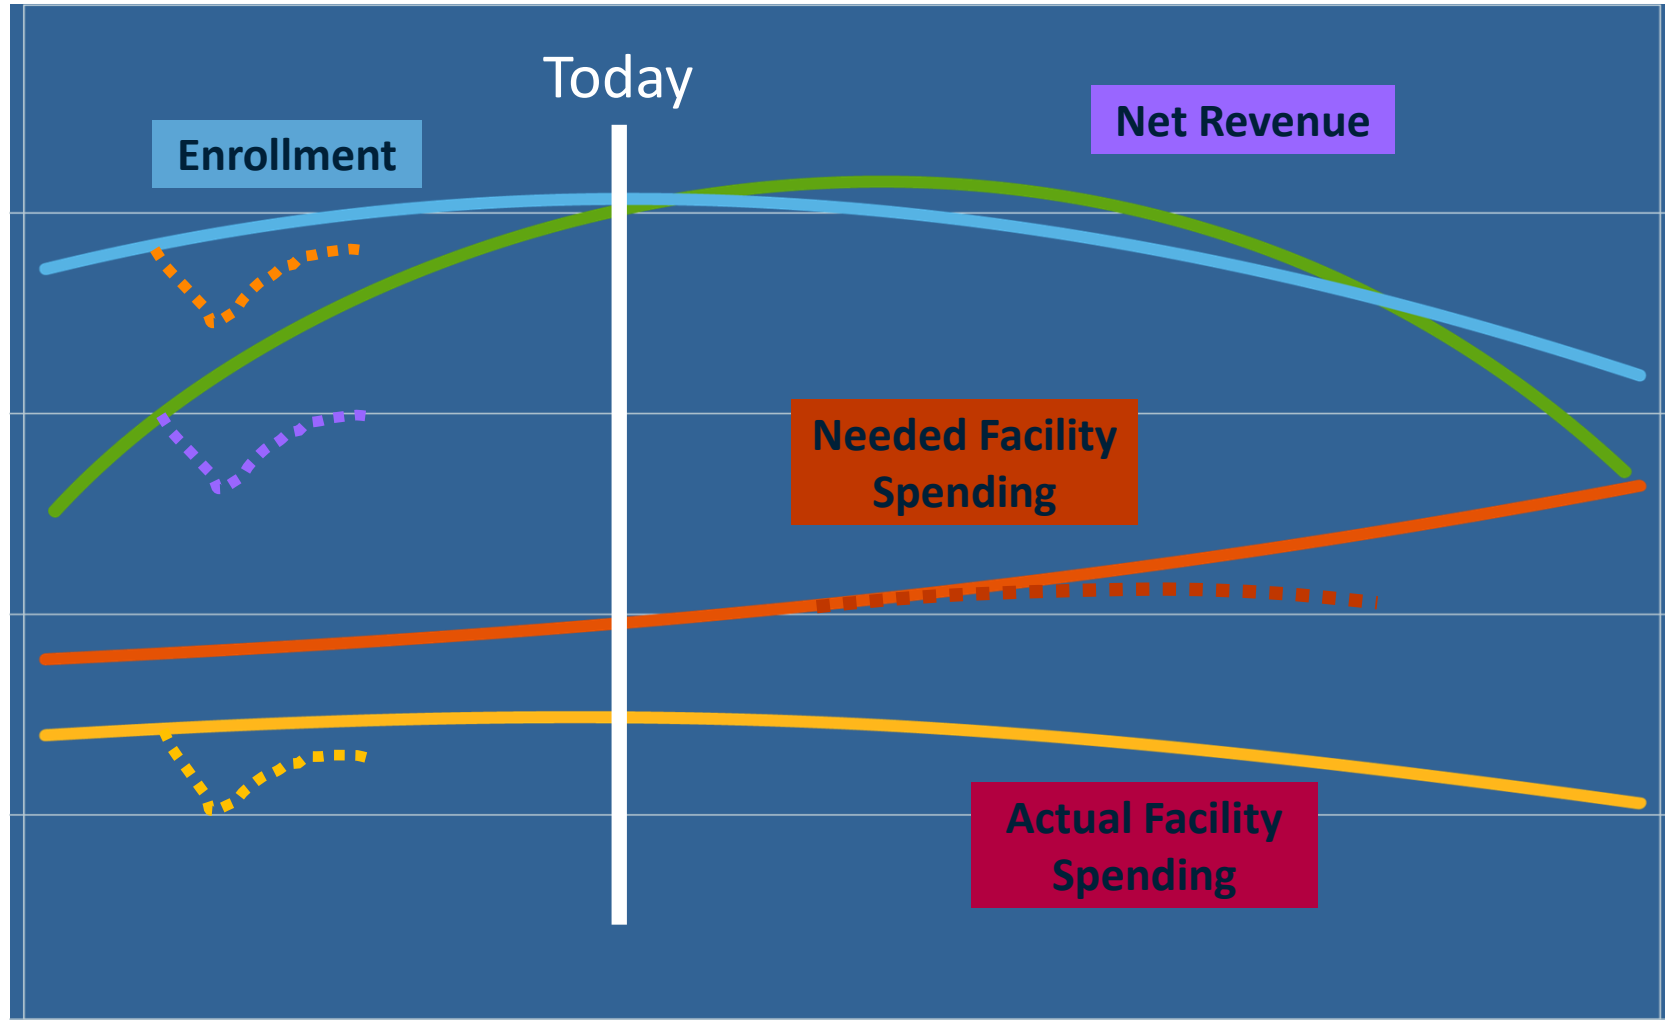 Today
Net Revenue
Enrollment
Needed Facility
Spending
Actual Facility
Spending